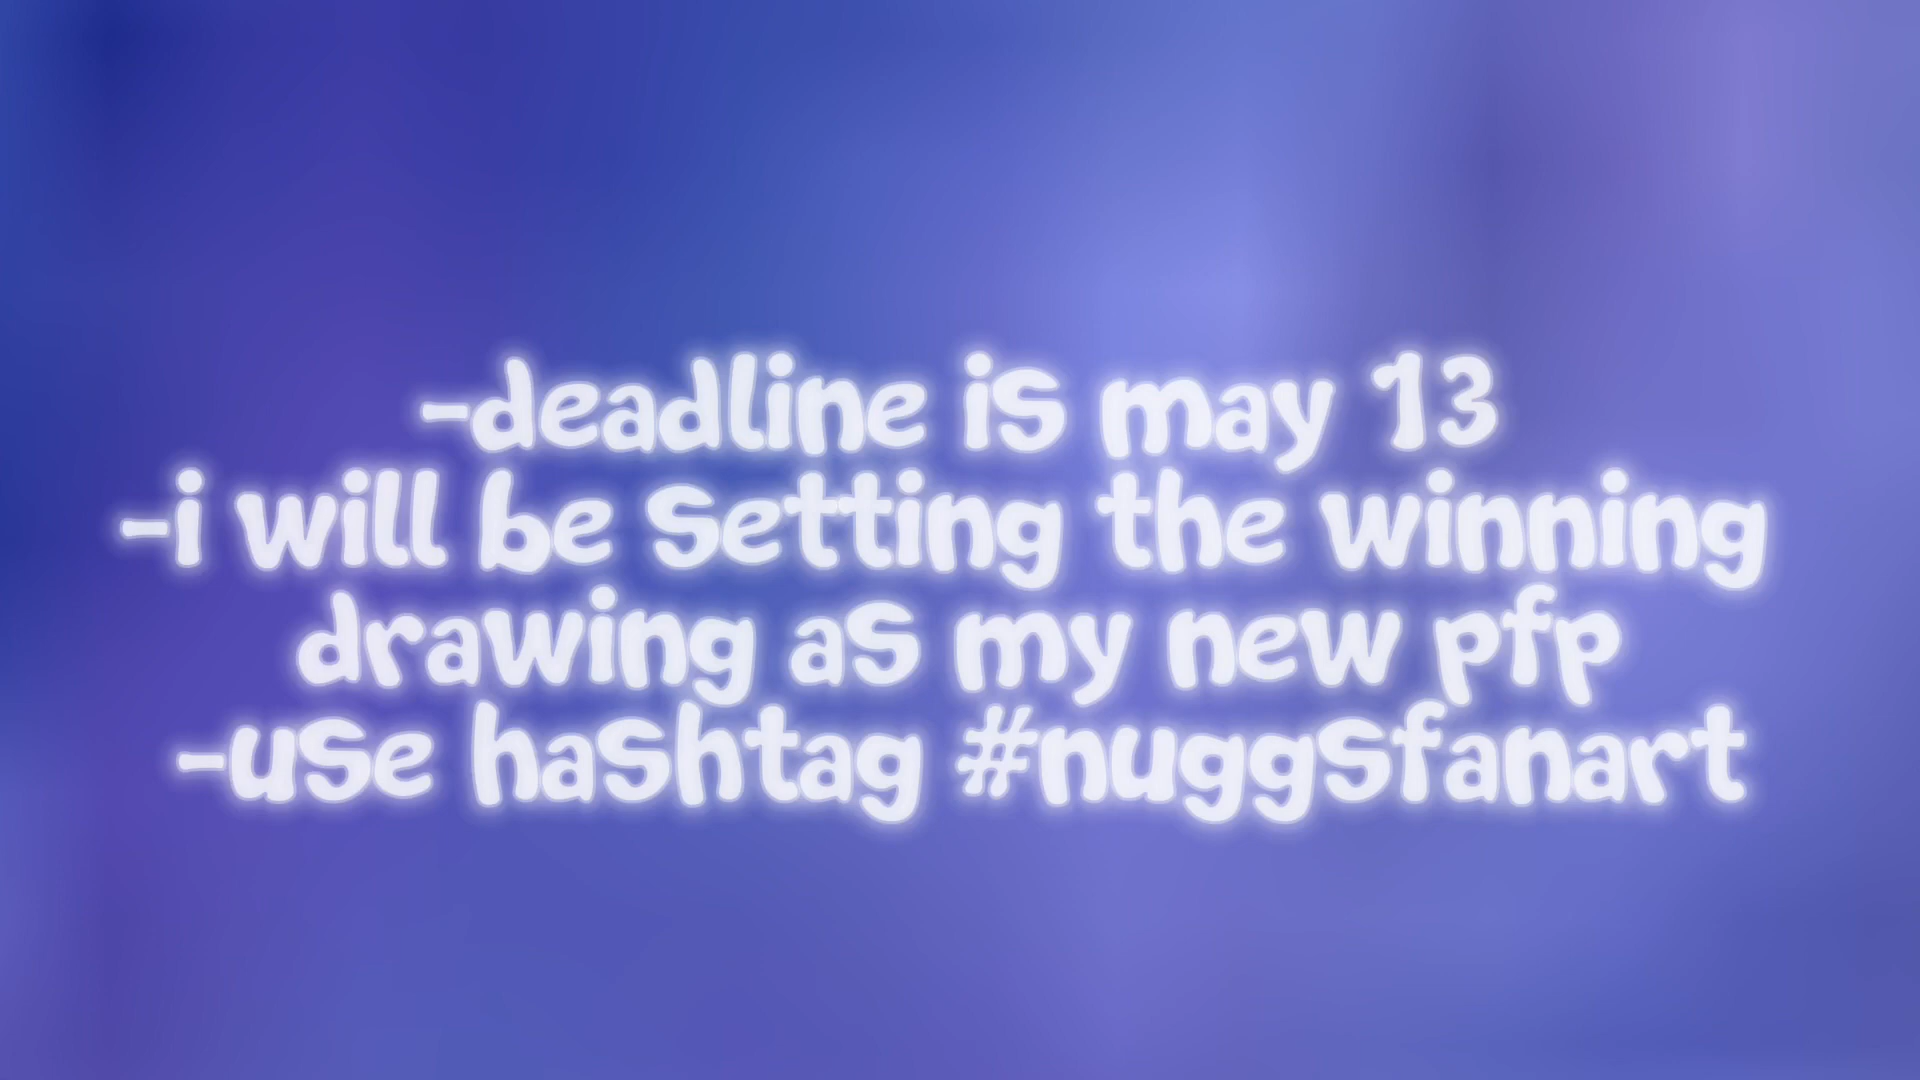 -deadline is may 13
-i will be setting the winning
drawing as my new pfp
-use hashtag #nuggsfanart